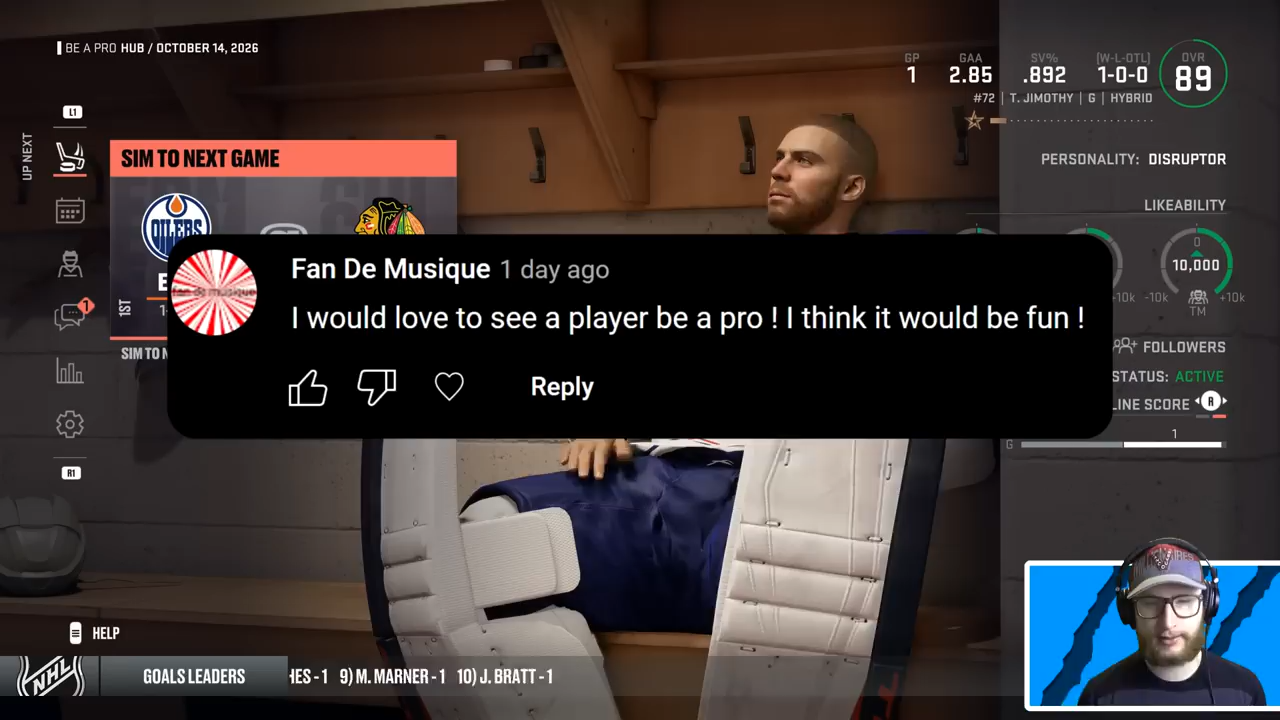 BE A PRO HUB / OCTOBER 14, 2026
GP GAA SV% [W-L-OTL] OVR
1 2.85 .892 1-0-0 89
#72 | T. JIMOTHY | G | HYBRID
L1
UP NEXT
SIM TO NEXT GAME
OILERS
PERSONALITY: DISRUPTOR
LIKEABILITY
0
10,000
+10k -10k +10k
TM
1
1ST
SIM TO N
Fan De Musique 1 day ago
fan de musique
I would love to see a player be a pro ! I think it would be fun !
Reply
FOLLOWERS
STATUS: ACTIVE
LINE SCORE R
1
G
R1
HELP
NHL
GOALS LEADERS
HES - 1 9) M. MARNER - 1 10) J. BRATT - 1